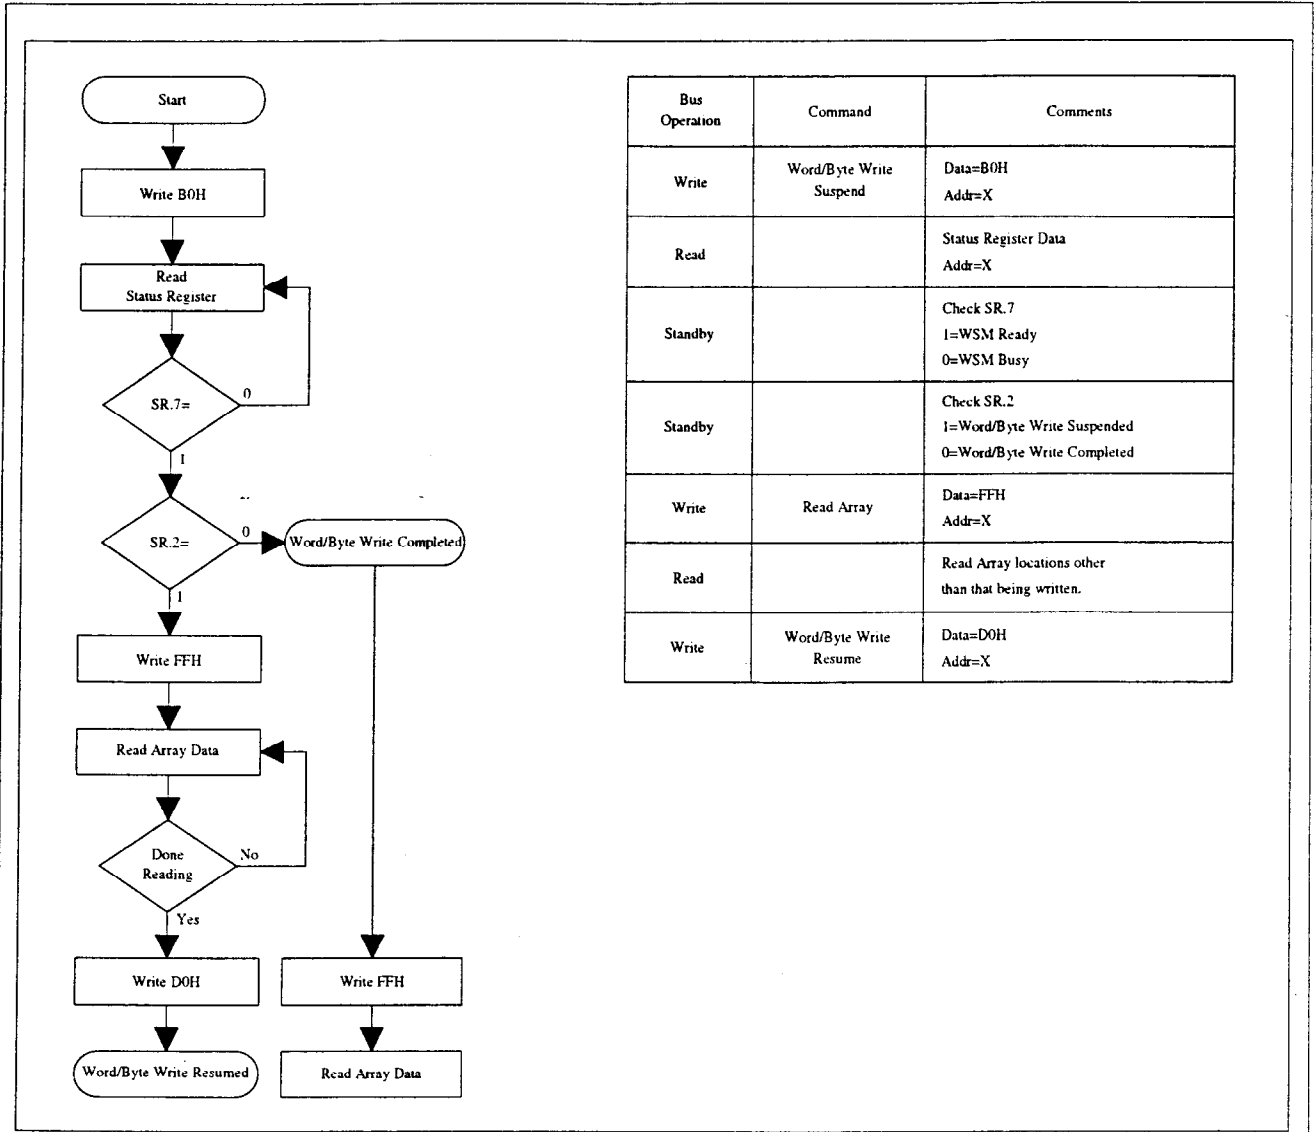 Start
Write B0H
Read
Status Register
SR.7=
0
1
SR.2=
0
Word/Byte Write Completed
1
Write FFH
Read Array Data
Done
Reading
No
Yes
Write D0H
Write FFH
Word/Byte Write Resumed
Read Array Data
Bus
Operation
Command
Comments
Write
Word/Byte Write
Suspend
Data=B0H
Addr=X
Read
Status Register Data
Addr=X
Standby
Check SR.7
1=WSM Ready
0=WSM Busy
Standby
Check SR.2
1=Word/Byte Write Suspended
0=Word/Byte Write Completed
Write
Read Array
Data=FFH
Addr=X
Read
Read Array locations other
than that being written.
Write
Word/Byte Write
Resume
Data=D0H
Addr=X